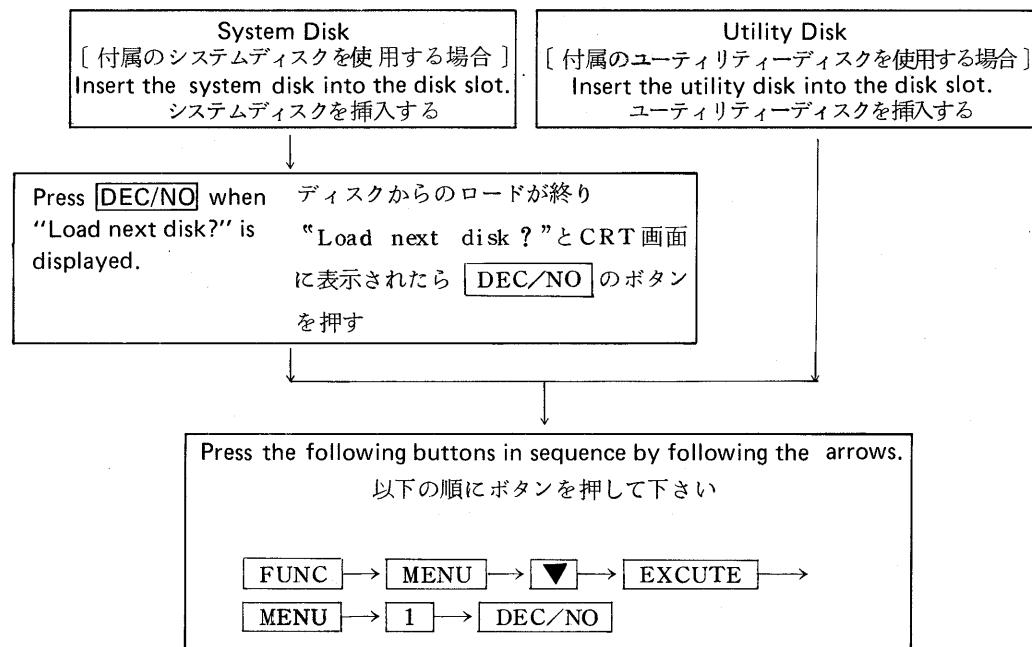 System Disk
[ 付属のシステムディスクを使用する場合 ]
Insert the system disk into the disk slot.
システムディスクを挿入する
Utility Disk
[ 付属のユーティリティーディスクを使用する場合 ]
Insert the utility disk into the disk slot.
ユーティリティーディスクを挿入する
Press DEC/NO when
“Load next disk?” is
displayed.
ディスクからのロードが終り
“Load next disk ? ”とCRT画面
に表示されたら DEC/NO のボタン
を押す
Press the following buttons in sequence by following the arrows.
以下の順にボタンを押して下さい
FUNC → MENU → ▼ → EXCUTE →
MENU → 1 → DEC/NO